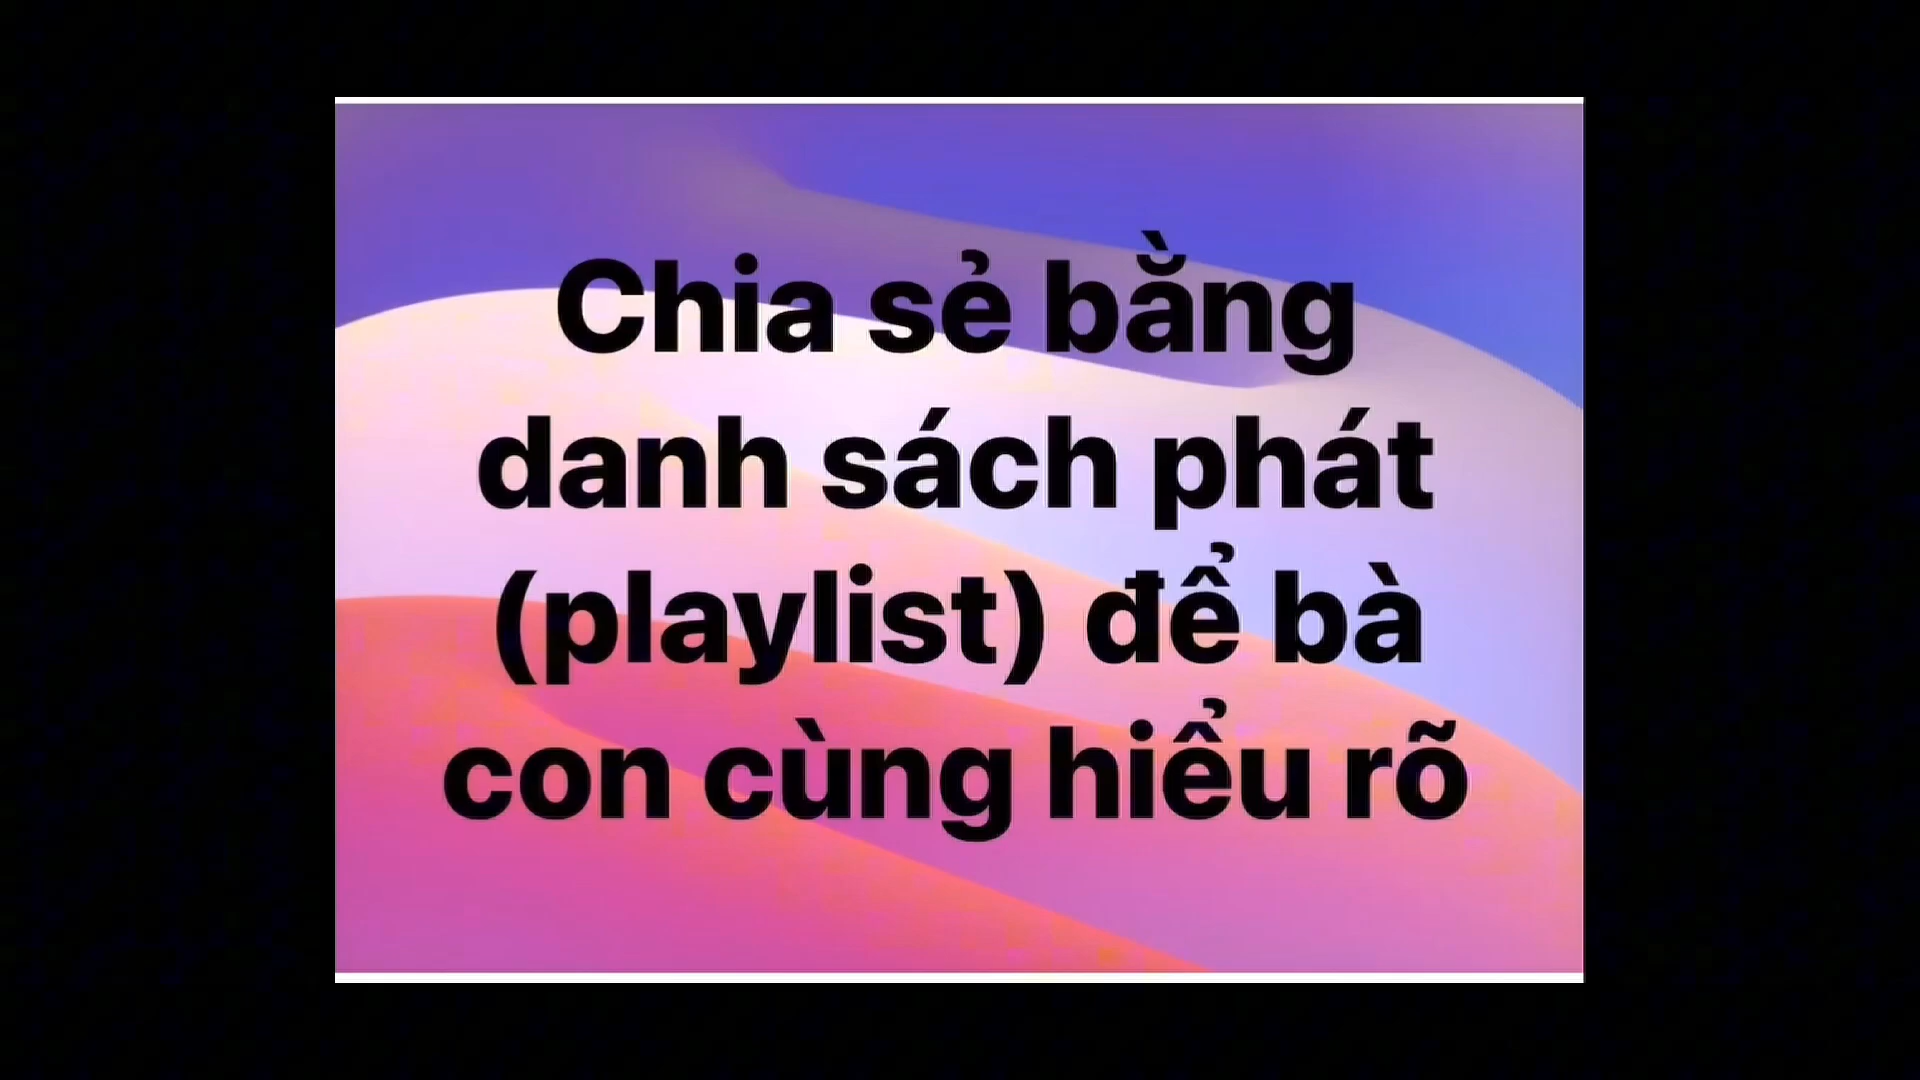 Chia sẻ bằng
danh sách phát
(playlist) để bà
con cùng hiểu rõ